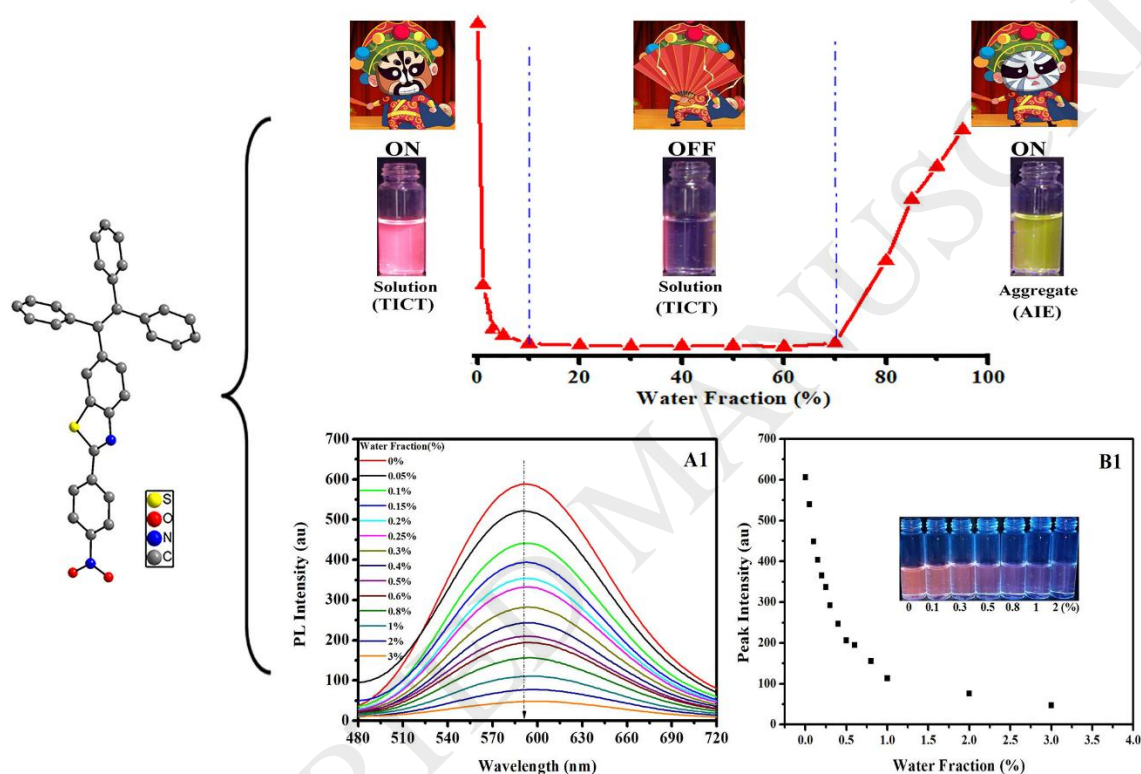 ON
OFF
ON
Solution
(TICT)
Solution
(TICT)
Aggregate
(AIE)
0 20 40 60 80 100
Water Fraction (%)
S
O
N
C
A1
Water Fraction(%)
0%
0.05%
0.1%
0.15%
0.2%
0.25%
0.3%
0.4%
0.5%
0.6%
0.8%
1%
2%
3%
700
600
500
400
300
200
100
0
PL Intensity (au)
480 510 540 570 600 630 660 690 720
Wavelength (nm)
B1
700
600
500
400
300
200
100
0
Peak Intensity (au)
0 0.1 0.3 0.5 0.8 1 2 (%)
0.0 0.5 1.0 1.5 2.0 2.5 3.0 3.5 4.0
Water Fraction (%)